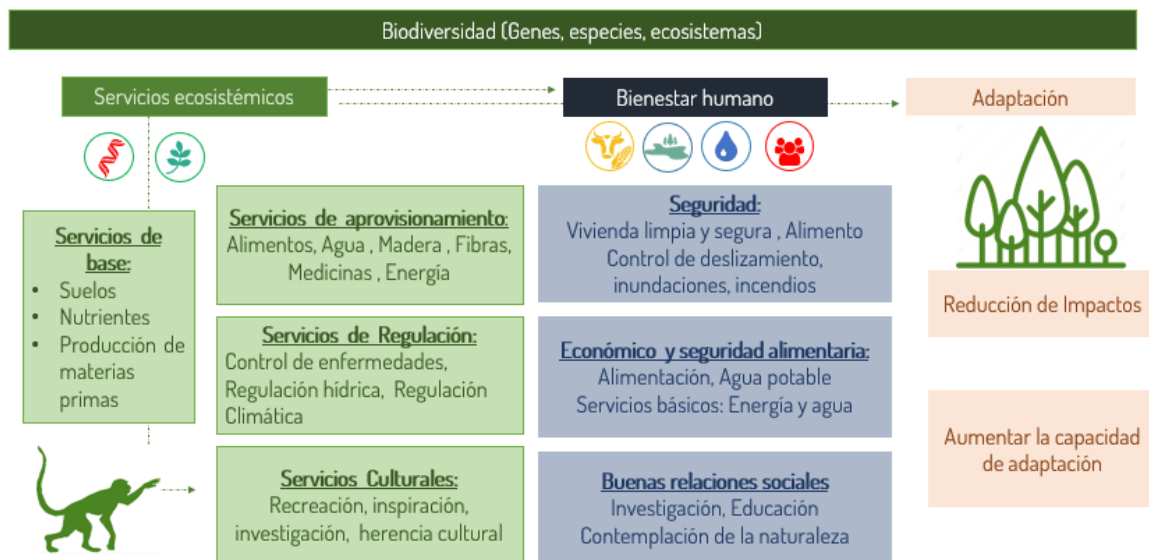 Biodiversidad (Genes, especies, ecosistemas)
Servicios ecosistémicos
Bienestar humano
Adaptación
Servicios de
base:
• Suelos
• Nutrientes
• Producción de
materias
primas
Servicios de aprovisionamiento:
Alimentos, Agua , Madera , Fibras,
Medicinas , Energía
Servicios de Regulación:
Control de enfermedades,
Regulación hídrica, Regulación
Climática
Servicios Culturales:
Recreación, inspiración,
investigación, herencia cultural
Seguridad:
Vivienda limpia y segura , Alimento
Control de deslizamiento,
inundaciones, incendios
Económico y seguridad alimentaria:
Alimentación, Agua potable
Servicios básicos: Energía y agua
Buenas relaciones sociales
Investigación, Educación
Contemplación de la naturaleza
Reducción de Impactos
Aumentar la capacidad
de adaptación